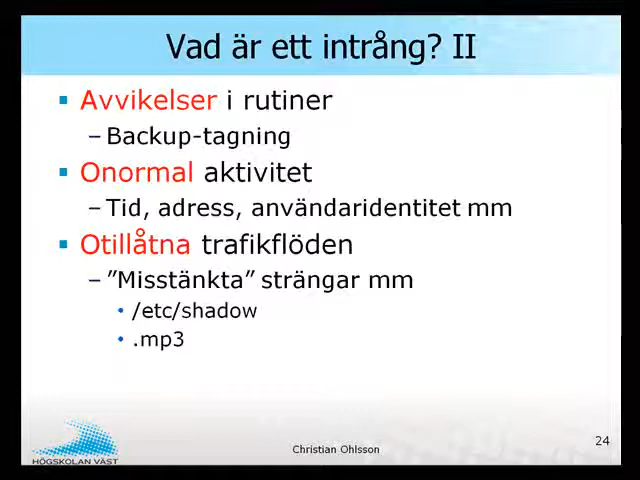 Vad är ett intrång? II
Avvikelser i rutiner
–Backup-tagning
Onormal aktivitet
–Tid, adress, användaridentitet mm
Otillåtna trafikflöden
–”Misstänkta” strängar mm
• /etc/shadow
• .mp3
HÖGSKOLAN VÄST
Christian Ohlsson
24